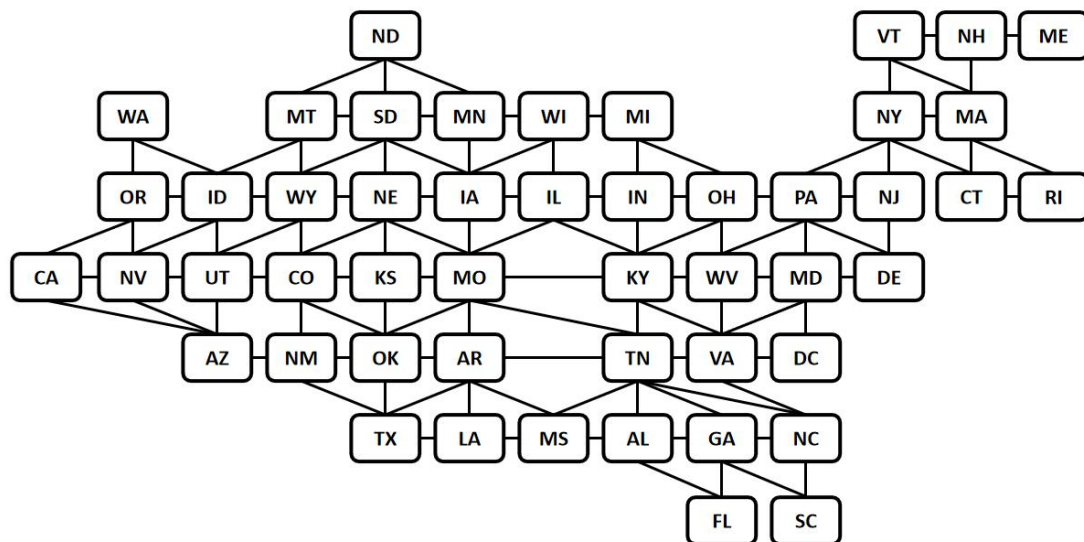 ND VT NH ME
WA MT SD MN WI MI NY MA
OR ID WY NE IA IL IN OH PA NJ CT RI
CA NV UT CO KS MO KY WV MD DE
AZ NM OK AR TN VA DC
TX LA MS AL GA NC
FL SC